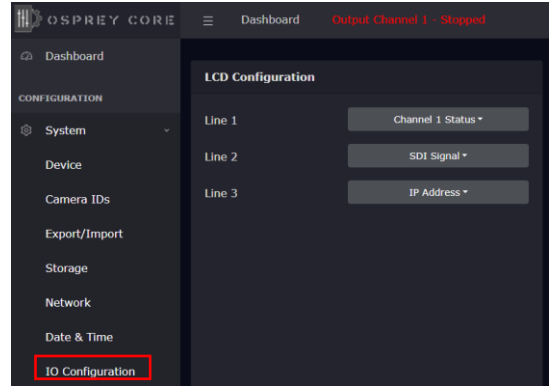 OSPREY CORE
Dashboard
Output Channel 1 - Stopped
Dashboard
CONFIGURATION
System
Device
Camera IDs
Export/Import
Storage
Network
Date & Time
IO Configuration
LCD Configuration
Line 1
Channel 1 Status
Line 2
SDI Signal
Line 3
IP Address